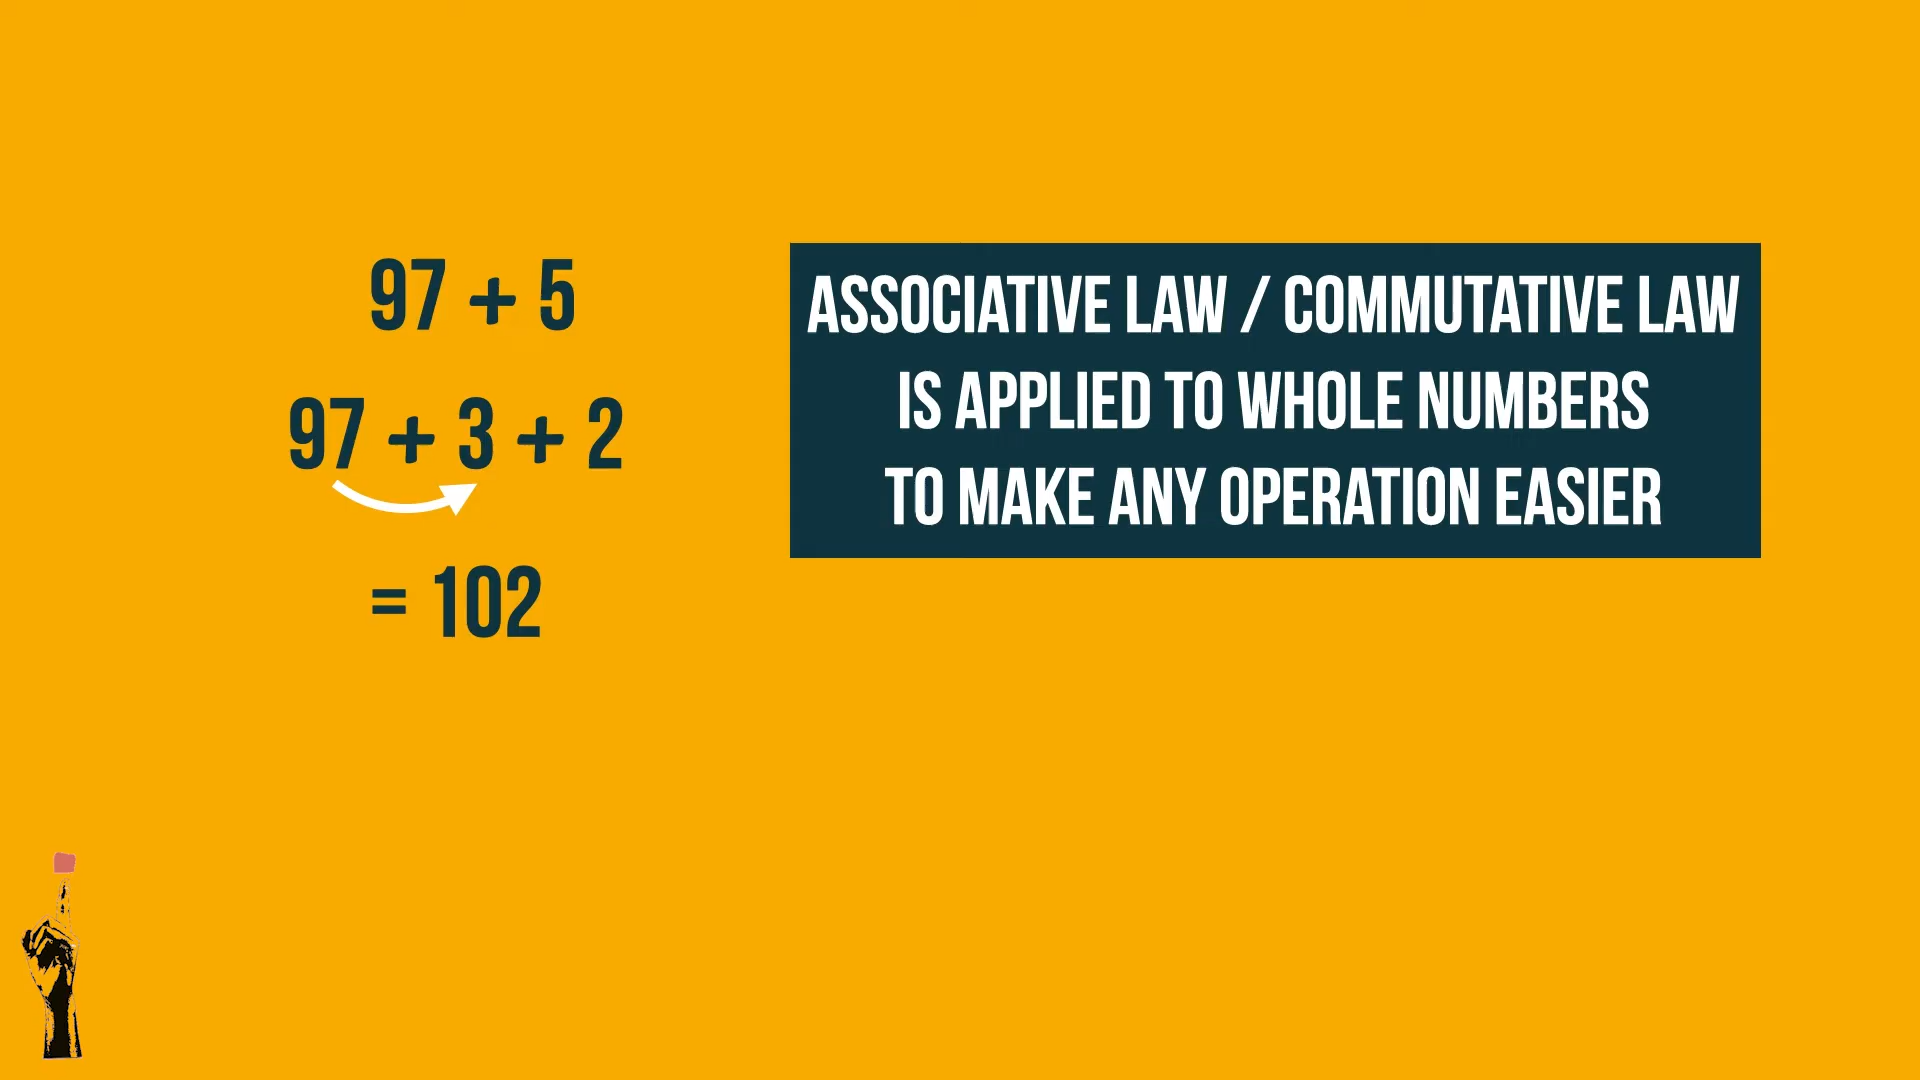 97 + 5
97 + 3 + 2
= 102
ASSOCIATIVE LAW / COMMUTATIVE LAW
IS APPLIED TO WHOLE NUMBERS
TO MAKE ANY OPERATION EASIER